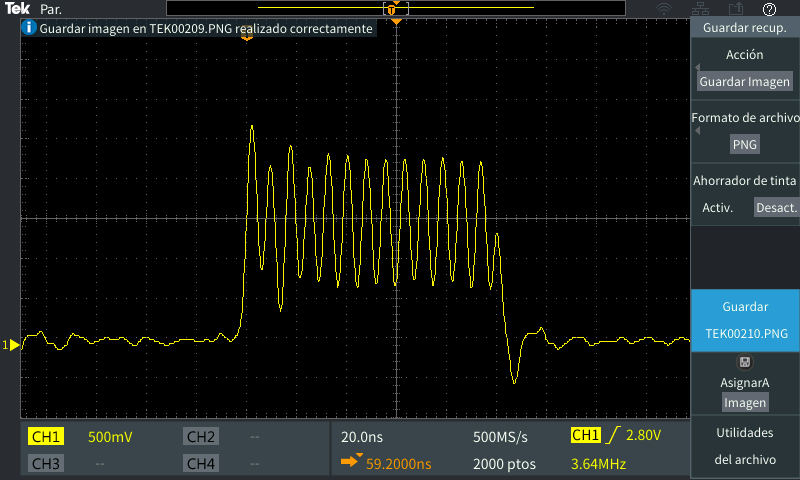 Tek Par.
T
Guardar imagen en TEK00209.PNG realizado correctamente
Guardar recup.
Acción
Guardar Imagen
Formato de archivo
PNG
Ahorrador de tinta
Activ. Desact.
Guardar
TEK00210.PNG
AsignarA
Imagen
Utilidades
del archivo
1
CH1 500mV CH2 --
CH3 -- CH4 --
20.0ns 500MS/s CH1 2.80V
59.2000ns 2000 ptos 3.64MHz